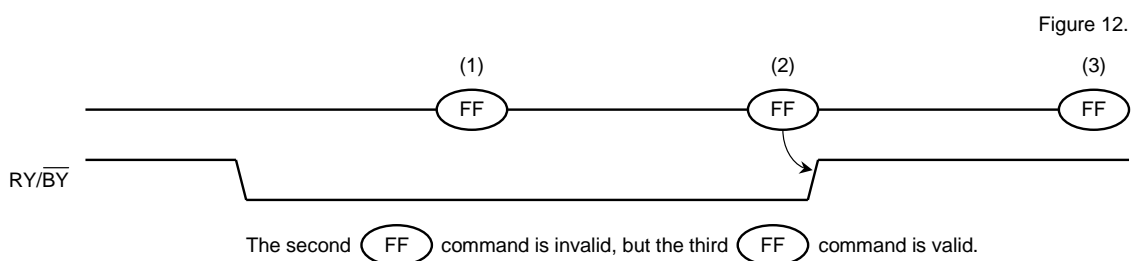 Figure 12.
(1) (2) (3)
FF FF FF
RY/B̅Y̅
The second FF command is invalid, but the third FF command is valid.